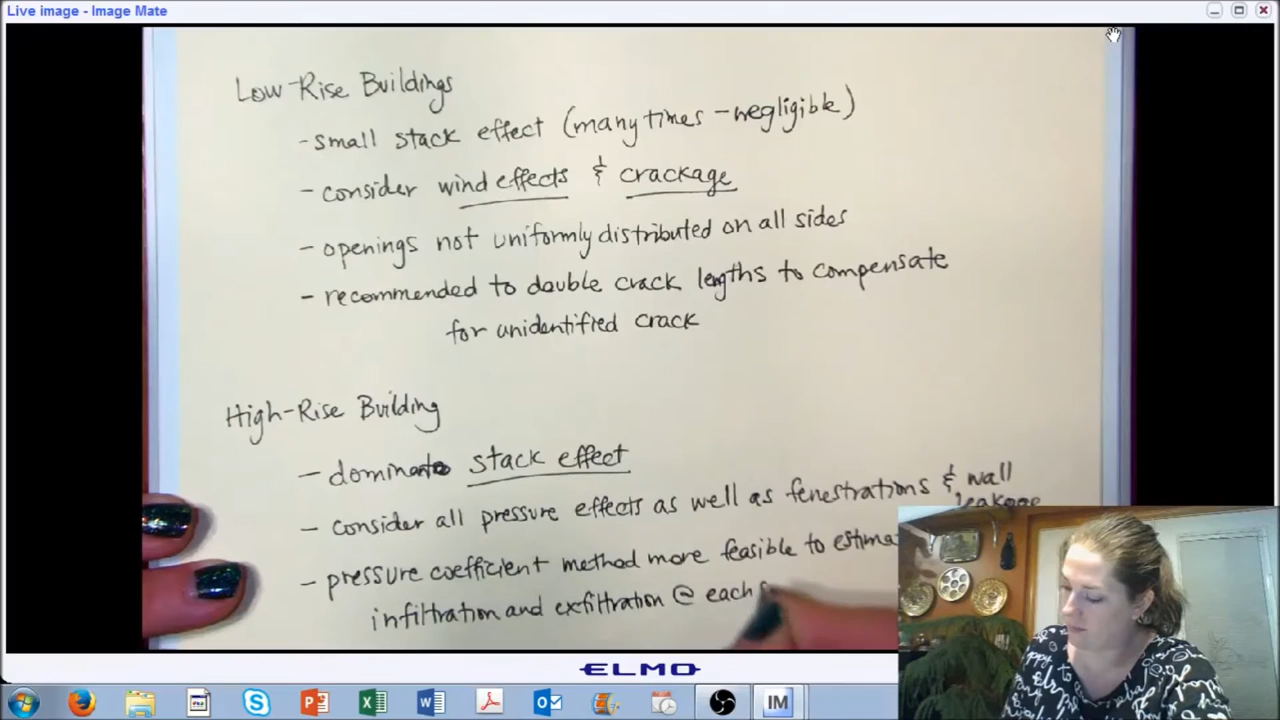 Live image - Image Mate
Low-Rise Buildings
- small stack effect (many times - negligible)
- consider wind effects & crackage
- openings not uniformly distributed on all sides
- recommended to double crack lengths to compensate
for unidentified crack
High-Rise Building
- dominate stack effect
- consider all pressure effects as well as fenestrations & wall
leakage
- pressure coefficient method more feasible to estima
infiltration and exfiltration @ each
ELMO
IM